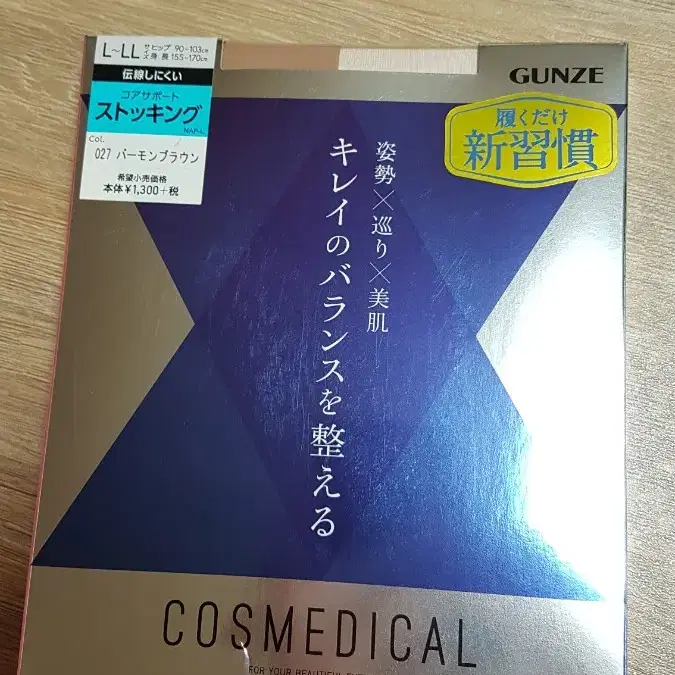 L～LL
サイズ
ヒップ 90-103cm
身長 155-170cm
伝線しにくい
コアサポート
ストッキング
Col.
027 バーモンブラウン
希望小売価格
本体¥1,300+税
GUNZE
履くだけ
新習慣
姿勢×巡り×美肌
キレイのバランスを整える
COSMEDICAL
FOR YOUR BEAUTIFUL